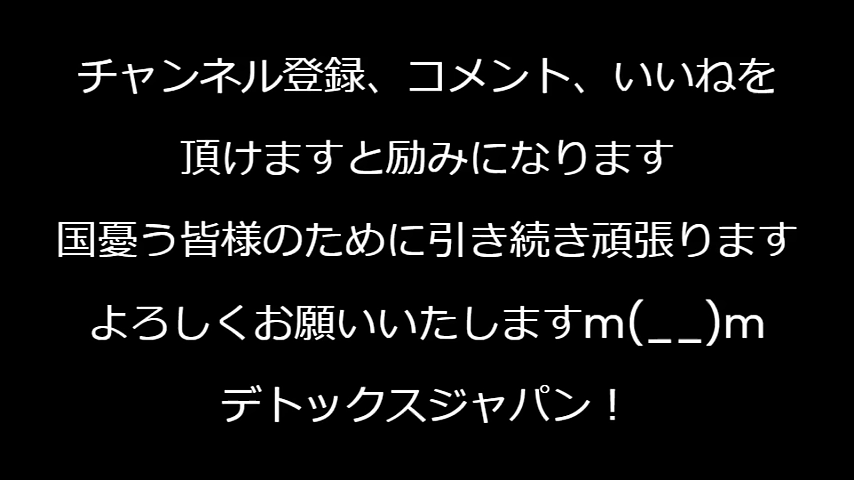 チャンネル登録、コメント、いいねを
頂けますと励みになります
国憂う皆様のために引き続き頑張ります
よろしくお願いいたしますm(__)m
デトックスジャパン！